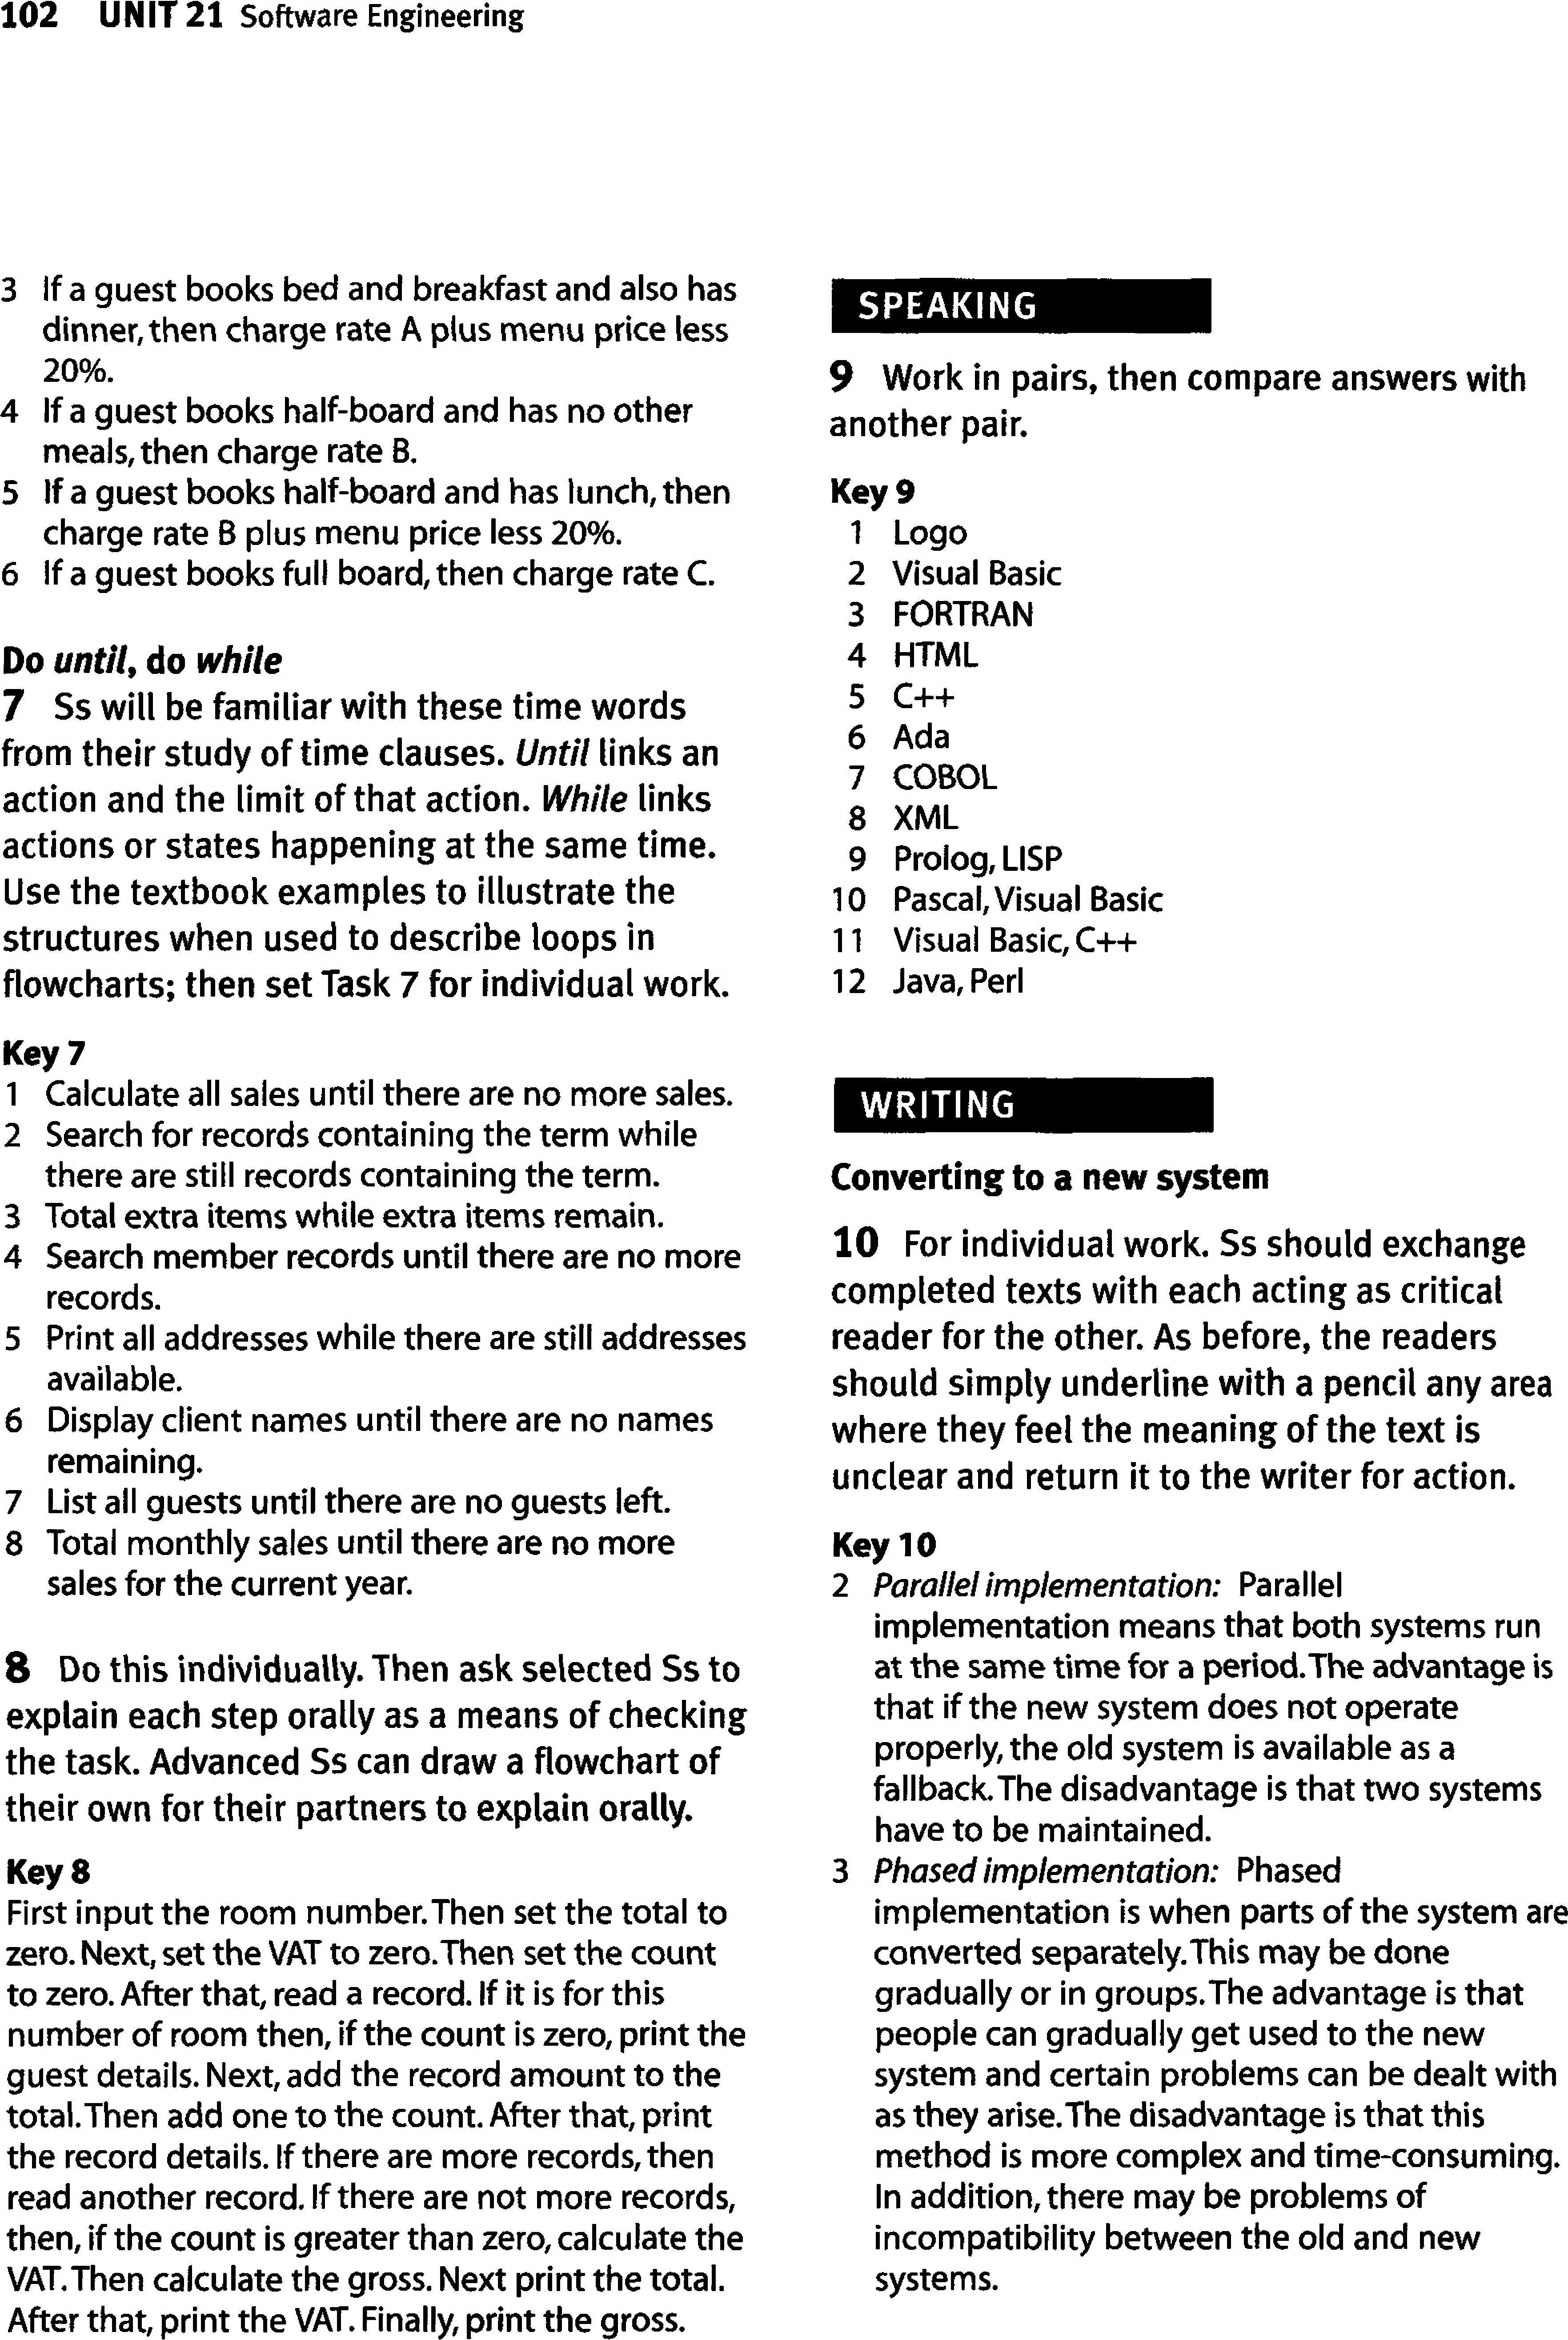 102 UNIT 21 Software Engineering
3 If a guest books bed and breakfast and also has
dinner, then charge rate A plus menu price less
20%.
4 If a guest books half-board and has no other
meals, then charge rate B.
5 If a guest books half-board and has lunch, then
charge rate B plus menu price less 20%.
6 If a guest books full board, then charge rate C.
Do until, do while
7 Ss will be familiar with these time words
from their study of time clauses. Until links an
action and the limit of that action. While links
actions or states happening at the same time.
Use the textbook examples to illustrate the
structures when used to describe loops in
flowcharts; then set Task 7 for individual work.
Key 7
1 Calculate all sales until there are no more sales.
2 Search for records containing the term while
there are still records containing the term.
3 Total extra items while extra items remain.
4 Search member records until there are no more
records.
5 Print all addresses while there are still addresses
available.
6 Display client names until there are no names
remaining.
7 List all guests until there are no guests left.
8 Total monthly sales until there are no more
sales for the current year.
8 Do this individually. Then ask selected Ss to
explain each step orally as a means of checking
the task. Advanced Ss can draw a flowchart of
their own for their partners to explain orally.
Key 8
First input the room number. Then set the total to
zero. Next, set the VAT to zero. Then set the count
to zero. After that, read a record. If it is for this
number of room then, if the count is zero, print the
guest details. Next, add the record amount to the
total. Then add one to the count. After that, print
the record details. If there are more records, then
read another record. If there are not more records,
then, if the count is greater than zero, calculate the
VAT. Then calculate the gross. Next print the total.
After that, print the VAT. Finally, print the gross.
SPEAKING
9 Work in pairs, then compare answers with
another pair.
Key 9
1 Logo
2 Visual Basic
3 FORTRAN
4 HTML
5 C++
6 Ada
7 COBOL
8 XML
9 Prolog, LISP
10 Pascal, Visual Basic
11 Visual Basic, C++
12 Java, Perl
WRITING
Converting to a new system
10 For individual work. Ss should exchange
completed texts with each acting as critical
reader for the other. As before, the readers
should simply underline with a pencil any area
where they feel the meaning of the text is
unclear and return it to the writer for action.
Key 10
2 Parallel implementation: Parallel
implementation means that both systems run
at the same time for a period. The advantage is
that if the new system does not operate
properly, the old system is available as a
fallback. The disadvantage is that two systems
have to be maintained.
3 Phased implementation: Phased
implementation is when parts of the system are
converted separately. This may be done
gradually or in groups. The advantage is that
people can gradually get used to the new
system and certain problems can be dealt with
as they arise. The disadvantage is that this
method is more complex and time-consuming.
In addition, there may be problems of
incompatibility between the old and new
systems.